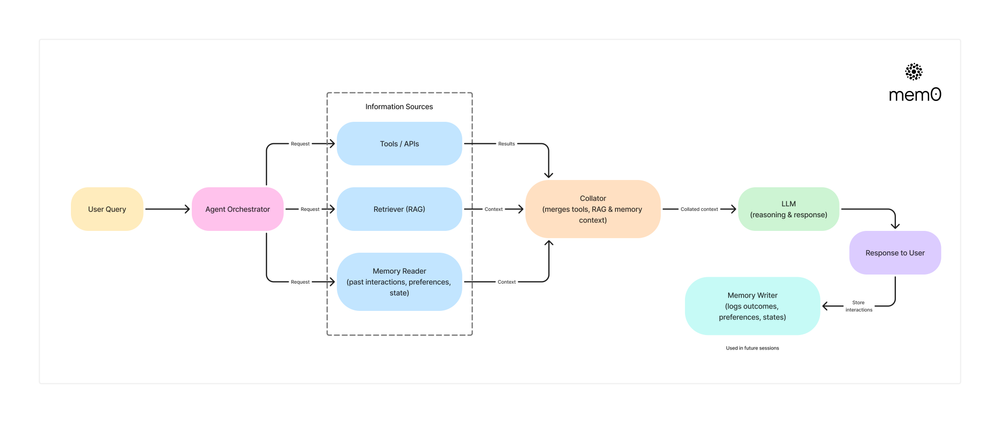 mem0
Information Sources
Tools / APIs
Request
Results
User Query
Agent Orchestrator
Request
Retriever (RAG)
Context
Collator
(merges tools, RAG & memory
context)
Collated context
LLM
(reasoning & response)
Response to User
Request
Memory Reader
(past interactions, preferences,
state)
Context
Store
interactions
Memory Writer
(logs outcomes,
preferences, states)
Used in future sessions